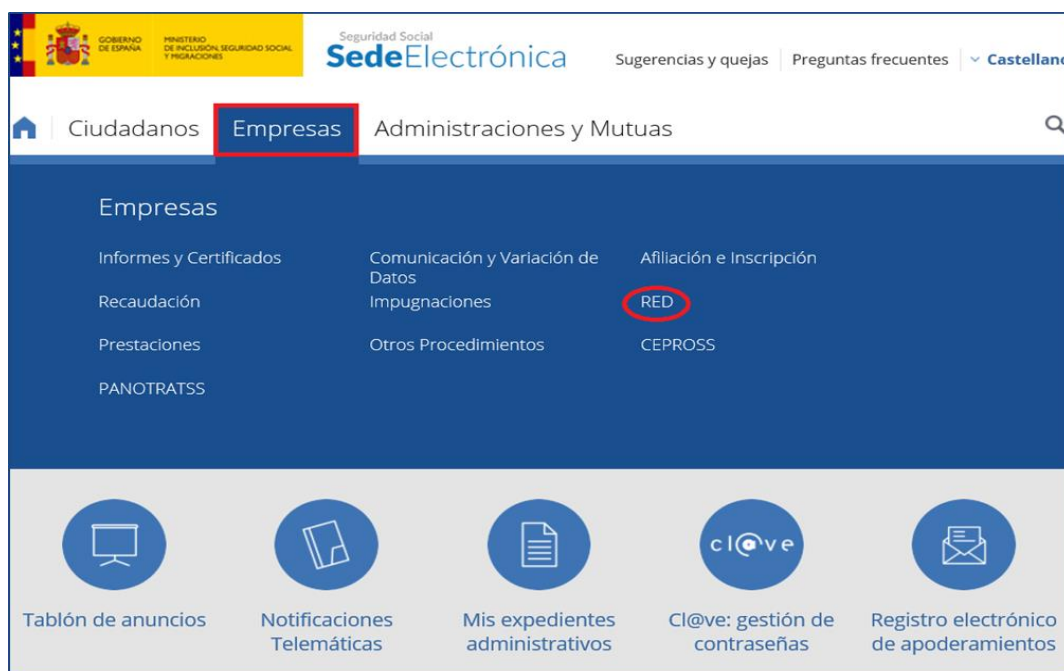 GOBIERNO
DE ESPAÑA
MINISTERIO
DE INCLUSIÓN, SEGURIDAD SOCIAL
Y MIGRACIONES
Seguridad Social
SedeElectrónica
Sugerencias y quejas
Preguntas frecuentes
Castellano
Ciudadanos
Empresas
Administraciones y Mutuas
Empresas
Informes y Certificados
Comunicación y Variación de
Datos
Afiliación e Inscripción
Recaudación
Impugnaciones
RED
Prestaciones
Otros Procedimientos
CEPROSS
PANOTRATSS
cl@ve
Tablón de anuncios
Notificaciones
Telemáticas
Mis expedientes
administrativos
Cl@ve: gestión de
contraseñas
Registro electrónico
de apoderamientos